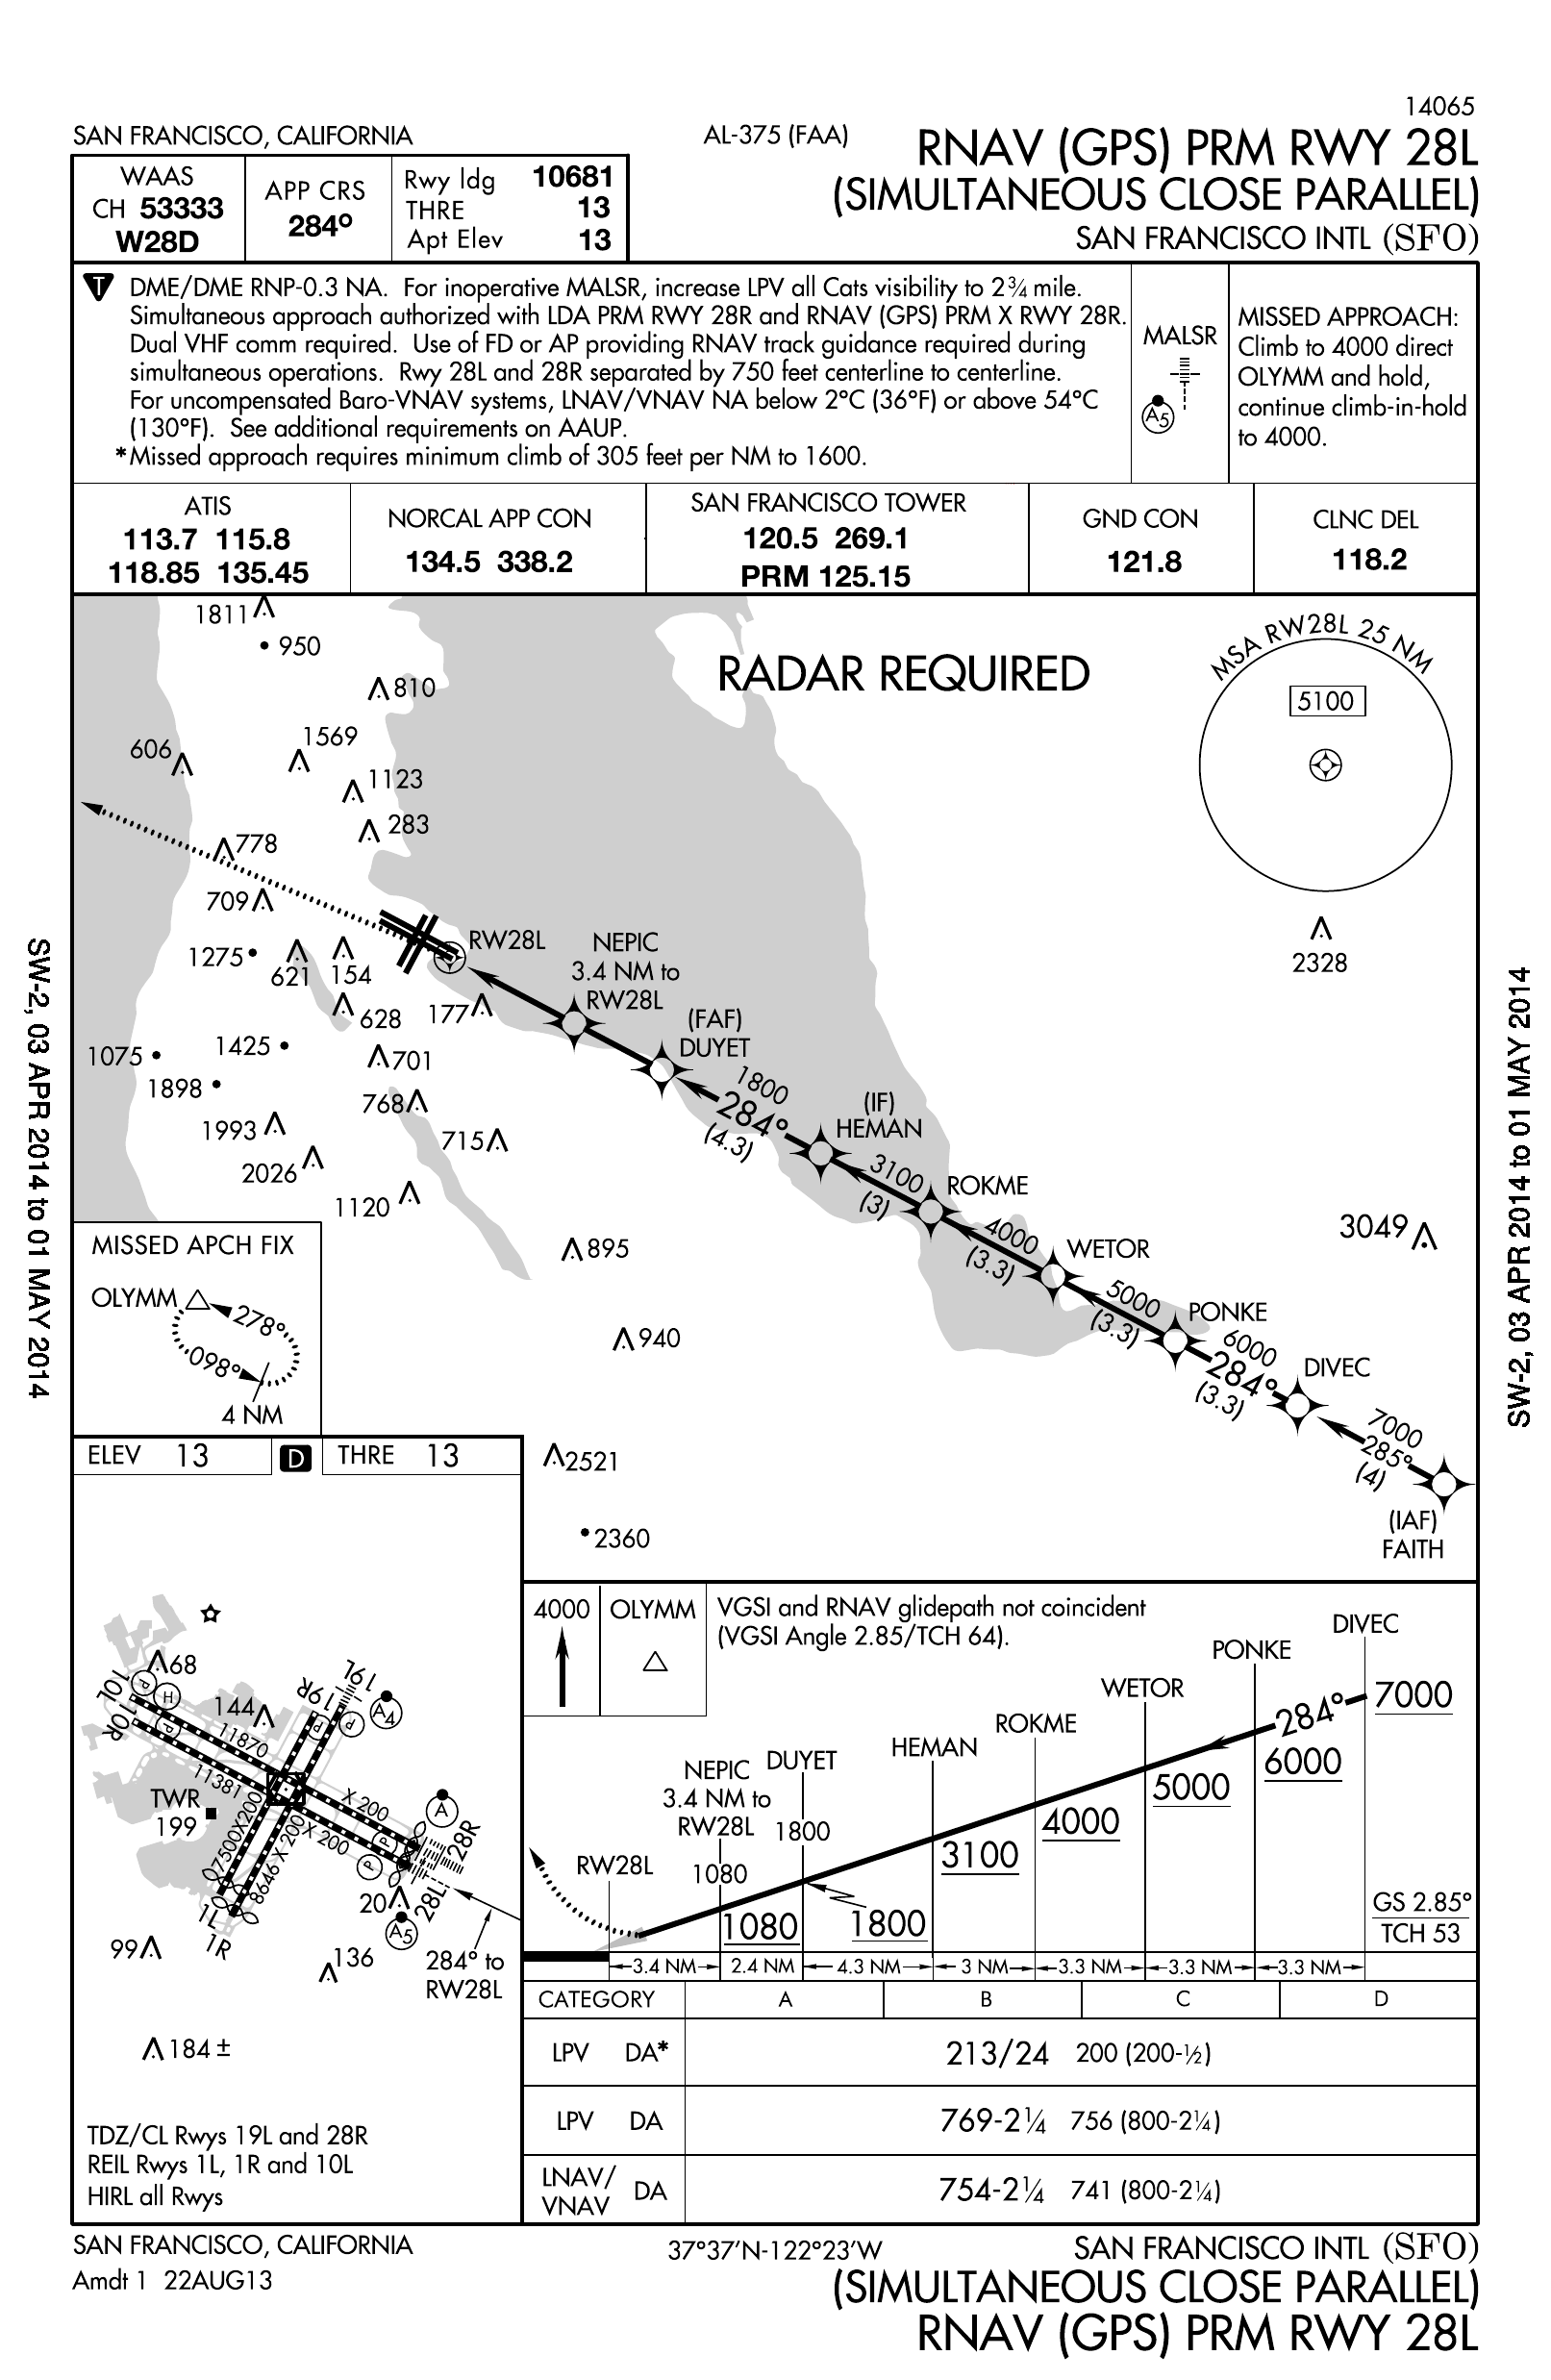 14065
SAN FRANCISCO, CALIFORNIA
AL-375 (FAA)
RNAV (GPS) PRM RWY 28L
(SIMULTANEOUS CLOSE PARALLEL)
SAN FRANCISCO INTL (SFO)
WAAS
CH 53333
W28D
APP CRS
284°
Rwy ldg 10681
THRE 13
Apt Elev 13
T
DME/DME RNP-0.3 NA. For inoperative MALSR, increase LPV all Cats visibility to 2¾ mile.
Simultaneous approach authorized with LDA PRM RWY 28R and RNAV (GPS) PRM X RWY 28R.
Dual VHF comm required. Use of FD or AP providing RNAV track guidance required during
simultaneous operations. Rwy 28L and 28R separated by 750 feet centerline to centerline.
For uncompensated Baro-VNAV systems, LNAV/VNAV NA below 2°C (36°F) or above 54°C
(130°F). See additional requirements on AAUP.
*Missed approach requires minimum climb of 305 feet per NM to 1600.
MALSR
A5
MISSED APPROACH:
Climb to 4000 direct
OLYMM and hold,
continue climb-in-hold
to 4000.
ATIS
113.7 115.8
118.85 135.45
NORCAL APP CON
134.5 338.2
SAN FRANCISCO TOWER
120.5 269.1
PRM 125.15
GND CON
121.8
CLNC DEL
118.2
1811
950
RADAR REQUIRED
MSA RW28L 25 NM
5100
810
606
1569
1123
283
778
709
1275
621
154
RW28L
NEPIC
3.4 NM to
RW28L
2328
628
177
(FAF)
DUYET
1075
1425
701
1898
768
1800
284°
(4.3)
(IF)
HEMAN
1993
715
2026
1120
3100
(3)
ROKME
4000
(3.3)
WETOR
3049
895
5000
(3.3)
PONKE
940
6000
284°
(3.3)
DIVEC
7000
285°
(4)
(IAF)
FAITH
2521
2360
MISSED APCH FIX
OLYMM
278°
098°
4 NM
SW-2, 03 APR 2014 to 01 MAY 2014
SW-2, 03 APR 2014 to 01 MAY 2014
ELEV 13
D
THRE 13
68
10L
10R
P
H
P
144
19R
19L
P
P
A4
11870
11381
TWR
199
X 200
X 200
7500X200
8646 X 200
A
P
P
28R
28L
20
A5
1L
1R
99
136
284° to
RW28L
184 ±
TDZ/CL Rwys 19L and 28R
REIL Rwys 1L, 1R and 10L
HIRL all Rwys
4000
OLYMM
VGSI and RNAV glidepath not coincident
(VGSI Angle 2.85/TCH 64).
DIVEC
PONKE
WETOR
ROKME
HEMAN
DUYET
NEPIC
3.4 NM to
RW28L
RW28L
1800
1080
284°
7000
6000
5000
4000
3100
1800
1080
GS 2.85°
TCH 53
3.4 NM
2.4 NM
4.3 NM
3 NM
3.3 NM
3.3 NM
3.3 NM
CATEGORY A B C D
LPV DA* 213/24 200 (200-½)
LPV DA 769-2¼ 756 (800-2¼)
LNAV/
VNAV DA 754-2¼ 741 (800-2¼)
SAN FRANCISCO, CALIFORNIA
Amdt 1 22AUG13
37°37'N-122°23'W
SAN FRANCISCO INTL (SFO)
(SIMULTANEOUS CLOSE PARALLEL)
RNAV (GPS) PRM RWY 28L